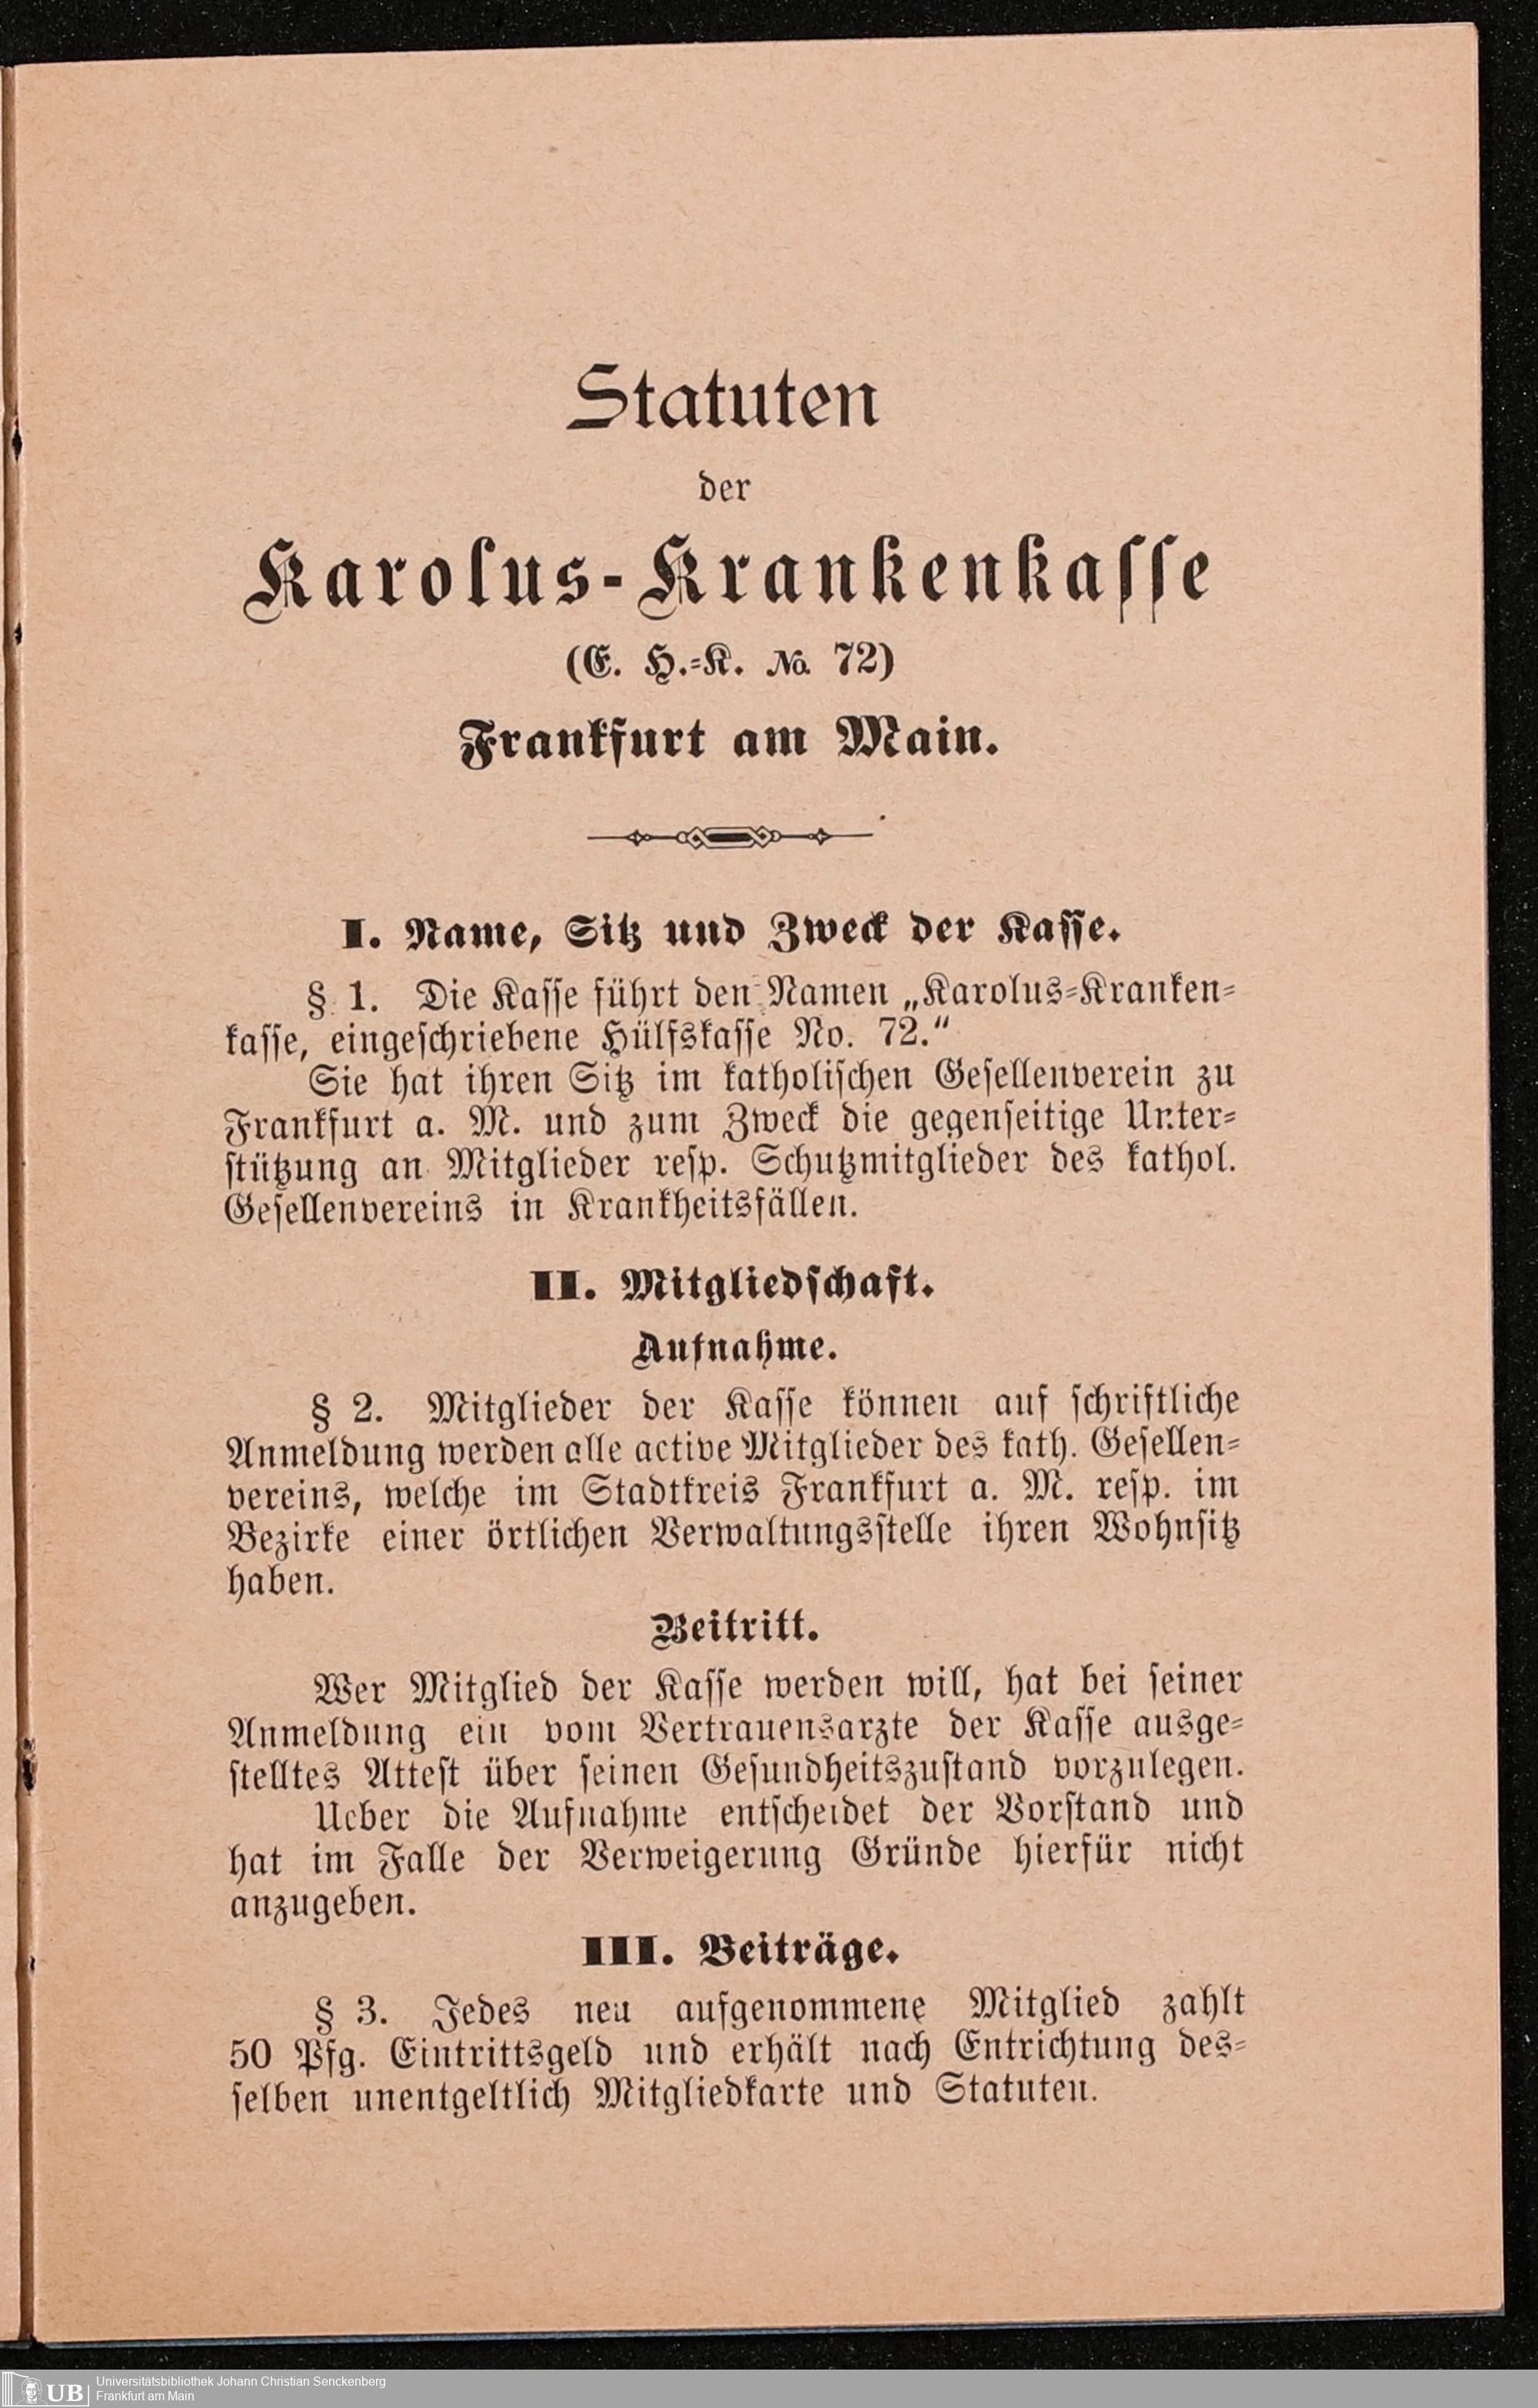 Statuten
der
Karolus-Krankenkasse
(E. H.-K. No. 72)
Frankfurt am Main.
I. Name, Sitz und Zweck der Kasse.
§ 1. Die Kasse führt den Namen „Karolus-Kranken-
kasse, eingeschriebene Hülfskasse No. 72.“
Sie hat ihren Sitz im katholischen Gesellenverein zu
Frankfurt a. M. und zum Zweck die gegenseitige Unter-
stützung an Mitglieder resp. Schutzmitglieder des kathol.
Gesellenvereins in Krankheitsfällen.
II. Mitgliedschaft.
Aufnahme.
§ 2. Mitglieder der Kasse können auf schriftliche
Anmeldung werden alle active Mitglieder des kath. Gesellen-
vereins, welche im Stadtkreis Frankfurt a. M. resp. im
Bezirke einer örtlichen Verwaltungsstelle ihren Wohnsitz
haben.
Beitritt.
Wer Mitglied der Kasse werden will, hat bei seiner
Anmeldung ein vom Vertrauensarzte der Kasse ausge-
stelltes Attest über seinen Gesundheitszustand vorzulegen.
Ueber die Aufnahme entscheidet der Vorstand und
hat im Falle der Verweigerung Gründe hierfür nicht
anzugeben.
III. Beiträge.
§ 3. Jedes neu aufgenommene Mitglied zahlt
50 Pfg. Eintrittsgeld und erhält nach Entrichtung des-
selben unentgeltlich Mitgliedkarte und Statuten.
UB
Universitätsbibliothek Johann Christian Senckenberg
Frankfurt am Main